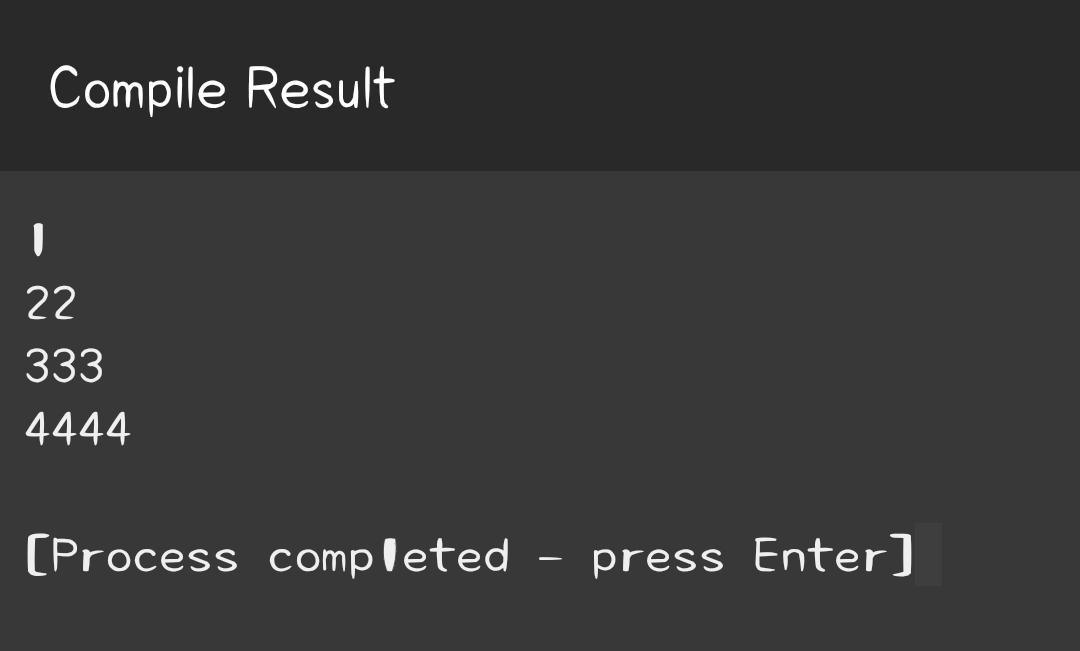 Compile Result
1
22
333
4444
[Process completed - press Enter]